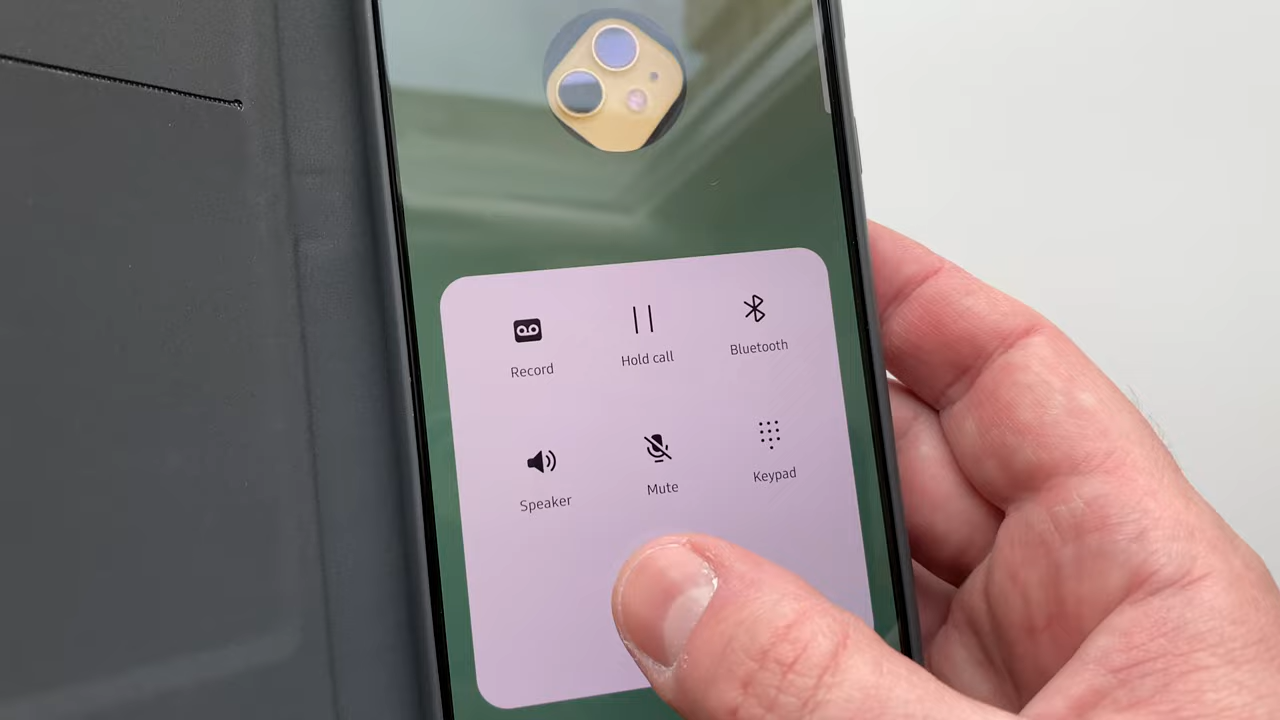 Record
Hold call
Bluetooth
Speaker
Mute
Keypad